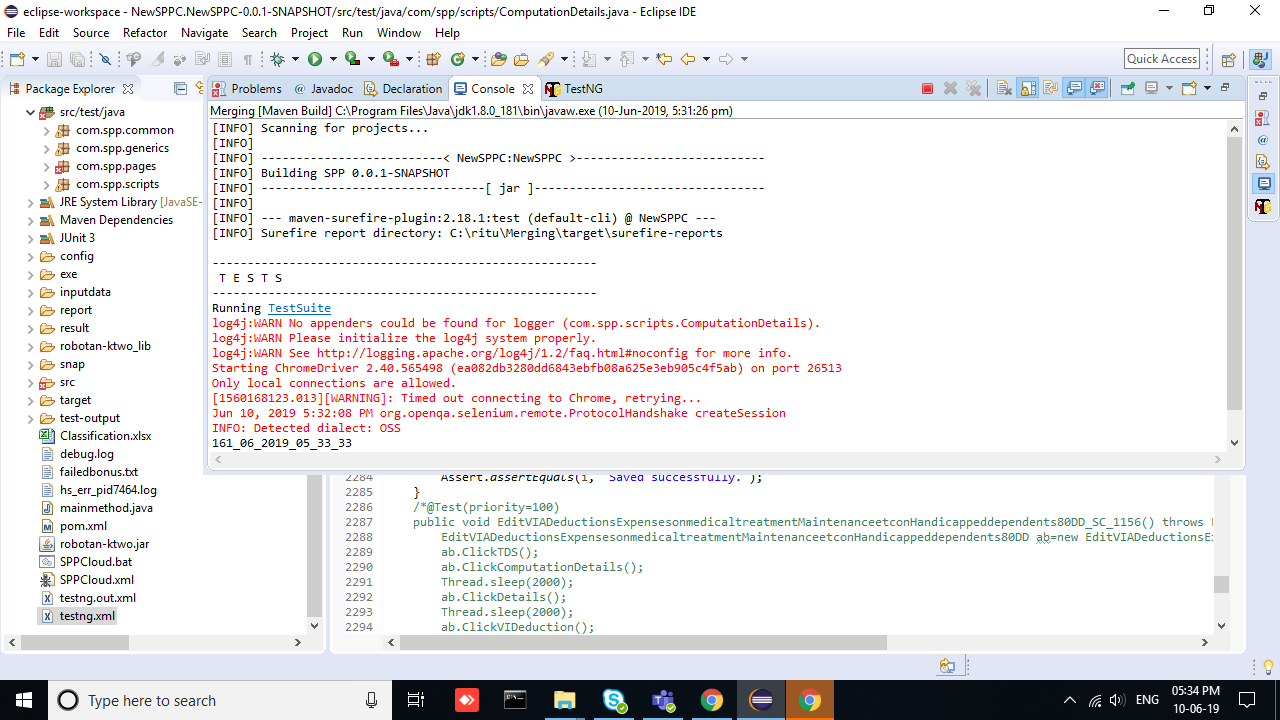 eclipse-workspace - NewSPPC.NewSPPC-0.0.1-SNAPSHOT/src/test/java/com/spp/scripts/ComputationDetails.java - Eclipse IDE
File Edit Source Refactor Navigate Search Project Run Window Help
Quick Access
Package Explorer
Problems @ Javadoc Declaration Console TestNG
Merging [Maven Build] C:\Program Files\Java\jdk1.8.0_181\bin\javaw.exe (10-Jun-2019, 5:31:26 pm)
[INFO] Scanning for projects...
[INFO]
[INFO] --------------------------< NewSPPC:NewSPPC >---------------------------
[INFO] Building SPP 0.0.1-SNAPSHOT
[INFO] --------------------------------[ jar ]---------------------------------
[INFO]
[INFO] --- maven-surefire-plugin:2.18.1:test (default-cli) @ NewSPPC ---
[INFO] Surefire report directory: C:\ritu\Merging\target\surefire-reports
-------------------------------------------------------
T E S T S
-------------------------------------------------------
Running TestSuite
log4j:WARN No appenders could be found for logger (com.spp.scripts.ComputationDetails).
log4j:WARN Please initialize the log4j system properly.
log4j:WARN See http://logging.apache.org/log4j/1.2/faq.html#noconfig for more info.
Starting ChromeDriver 2.40.565498 (ea082db3280dd6843ebfb08a625e3eb905c4f5ab) on port 26513
Only local connections are allowed.
[1560168123.013][WARNING]: Timed out connecting to Chrome, retrying...
Jun 10, 2019 5:32:08 PM org.openqa.selenium.remote.ProtocolHandshake createSession
INFO: Detected dialect: OSS
161_06_2019_05_33_33
src/test/java
com.spp.common
com.spp.generics
com.spp.pages
com.spp.scripts
JRE System Library [JavaSE-
Maven Dependencies
JUnit 3
config
exe
inputdata
report
result
robotan-ktwo_lib
snap
src
target
test-output
Classification.xlsx
debug.log
failedbonus.txt
hs_err_pid7464.log
mainmethod.java
pom.xml
robotan-ktwo.jar
SPPCloud.bat
SPPCloud.xml
testng.out.xml
testng.xml
2284 Assert.assertEquals(i, "Saved successfully.");
2285 }
2286 /*@Test(priority=100)
2287 public void EditVIADeductionsExpensesonmedicaltreatmentMaintenanceetconHandicappeddependents80DD_SC_1156() throws
2288 EditVIADeductionsExpensesonmedicaltreatmentMaintenanceetconHandicappeddependents80DD ab=new EditVIADeductionsEx
2289 ab.ClickTDS();
2290 ab.ClickComputationDetails();
2291 Thread.sleep(2000);
2292 ab.ClickDetails();
2293 Thread.sleep(2000);
2294 ab.ClickVIDeduction();
Type here to search
ENG
05:34 PM
10-06-19